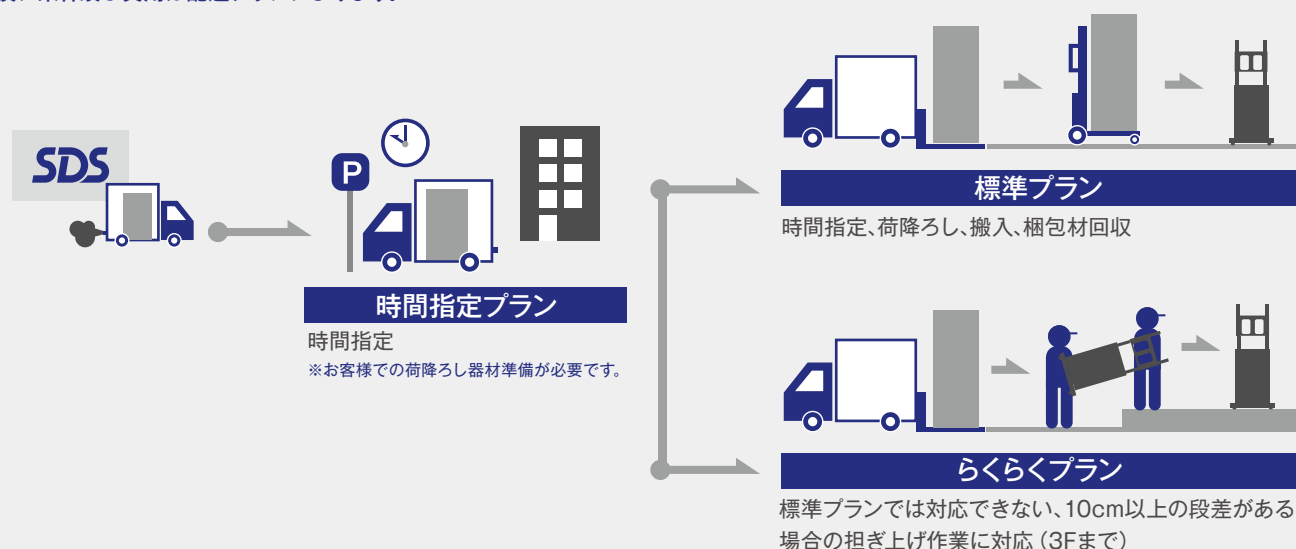 SDS
P
時間指定プラン
時間指定
※お客様での荷降ろし器材準備が必要です。
標準プラン
時間指定、荷降ろし、搬入、梱包材回収
らくらくプラン
標準プランでは対応できない、10cm以上の段差がある
場合の担ぎ上げ作業に対応（3Fまで）